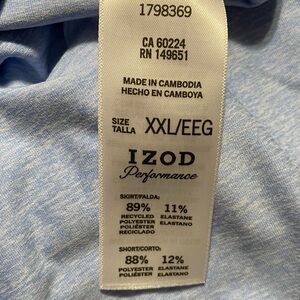 1798369
CA 60224
RN 149651
MADE IN CAMBODIA
HECHO EN CAMBOYA
SIZE
TALLA XXL/EEG
IZOD
Performance
SKIRT/FALDA:
89% 11%
RECYCLED ELASTANE
POLYESTER ELASTANO
POLIÉSTER
RECICLADO
SHORT/CORTO:
88% 12%
POLYESTER ELASTANE
POLIÉSTER ELASTANO